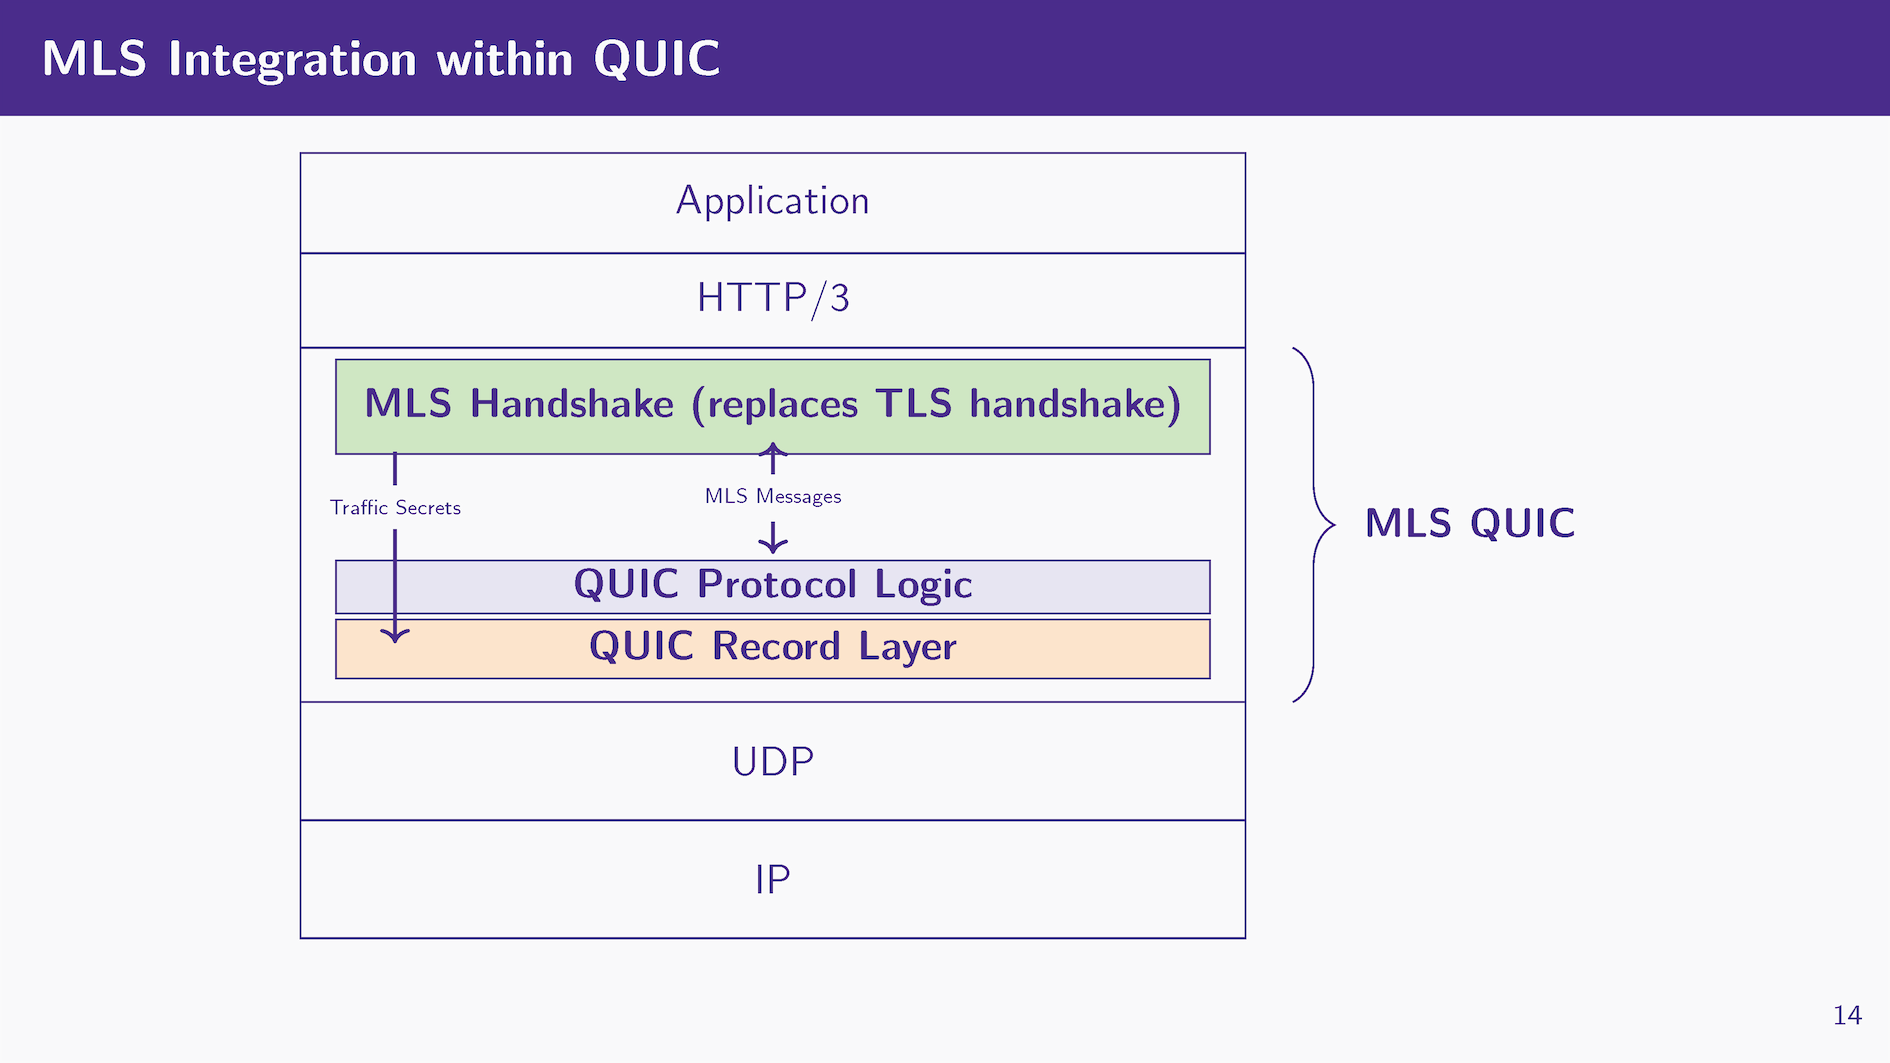 MLS Integration within QUIC
Application
HTTP/3
MLS Handshake (replaces TLS handshake)
Traffic Secrets
MLS Messages
QUIC Protocol Logic
QUIC Record Layer
MLS QUIC
UDP
IP
14